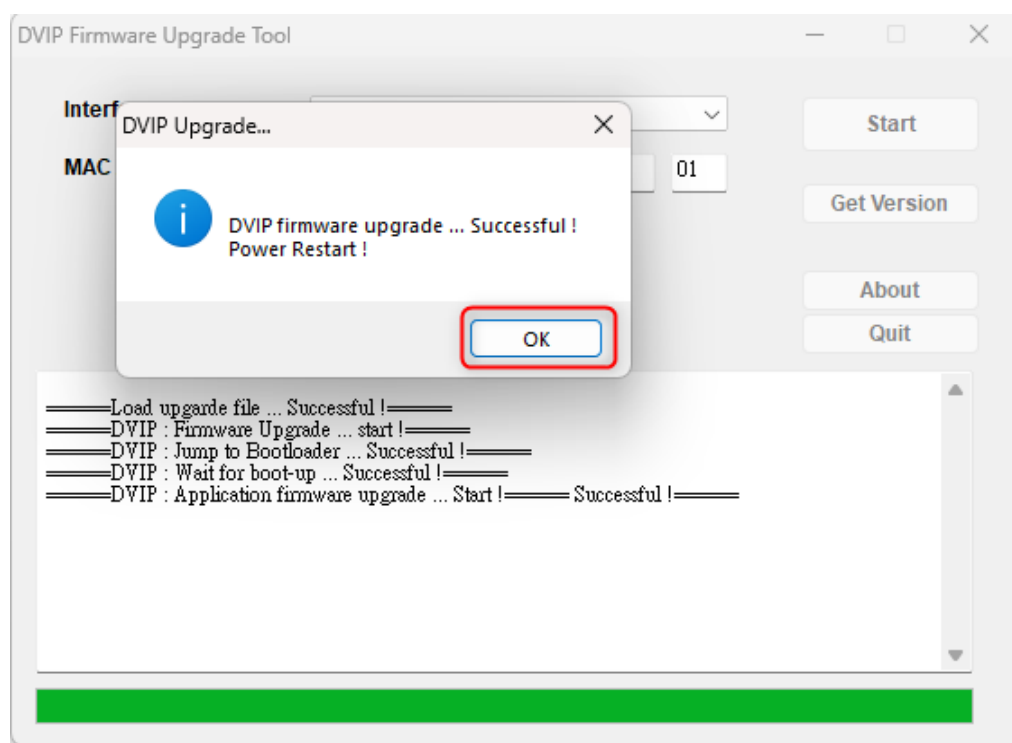 DVIP Firmware Upgrade Tool
Interf
DVIP Upgrade...
Start
MAC
01
DVIP firmware upgrade ... Successful !
Power Restart !
Get Version
About
OK
Quit
=====Load upgarde file ... Successful !=====
=====DVIP : Firmware Upgrade ... start !=====
=====DVIP : Jump to Bootloader ... Successful !=====
=====DVIP : Wait for boot-up ... Successful !=====
=====DVIP : Application firmware upgrade ... Start !===== Successful !=====